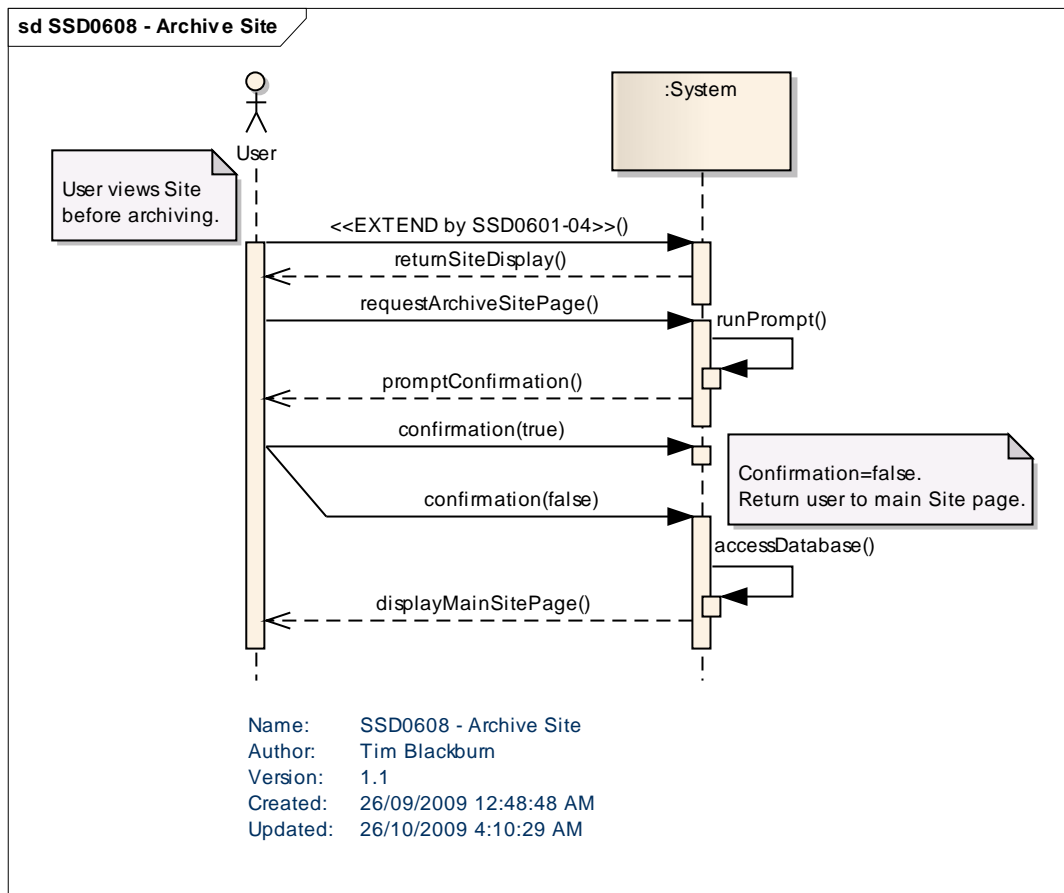 sd SSD0608 - Archive Site
:System
User
User views Site
before archiving.
<<EXTEND by SSD0601-04>>()
returnSiteDisplay()
requestArchiveSitePage()
runPrompt()
promptConfirmation()
confirmation(true)
Confirmation=false.
Return user to main Site page.
confirmation(false)
accessDatabase()
displayMainSitePage()
Name: SSD0608 - Archive Site
Author: Tim Blackburn
Version: 1.1
Created: 26/09/2009 12:48:48 AM
Updated: 26/10/2009 4:10:29 AM